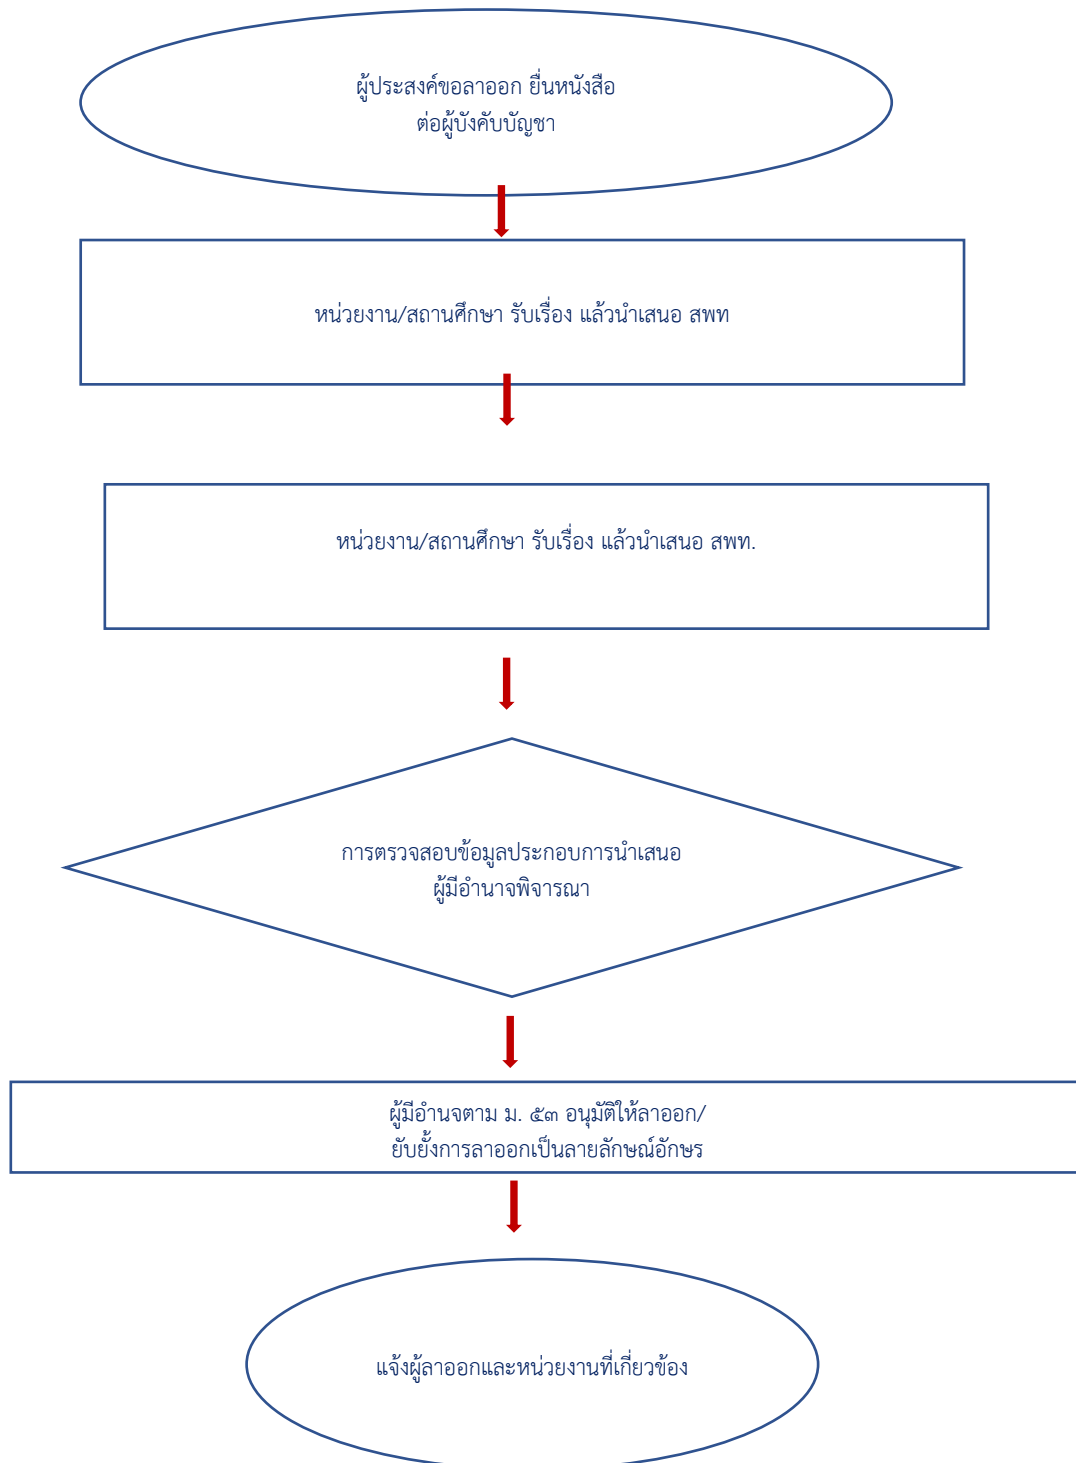 ผู้ประสงค์ขอลาออก ยื่นหนังสือ
ต่อผู้บังคับบัญชา
หน่วยงาน/สถานศึกษา รับเรื่อง แล้วนำเสนอ สพท
หน่วยงาน/สถานศึกษา รับเรื่อง แล้วนำเสนอ สพท.
การตรวจสอบข้อมูลประกอบการนำเสนอ
ผู้มีอำนาจพิจารณา
ผู้มีอำนจตาม ม. ๕๓ อนุมัติให้ลาออก/
ยับยั้งการลาออกเป็นลายลักษณ์อักษร
แจ้งผู้ลาออกและหน่วยงานที่เกี่ยวข้อง